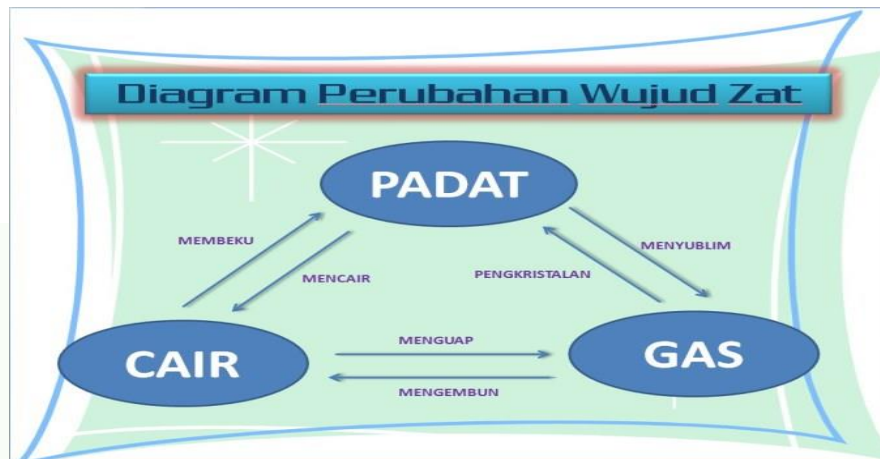 Diagram Perubahan Wujud Zat
PADAT
MEMBEKU
MENYUBLIM
MENCAIR
PENGKRISTALAN
CAIR
MENGUAP
GAS
MENGEMBUN